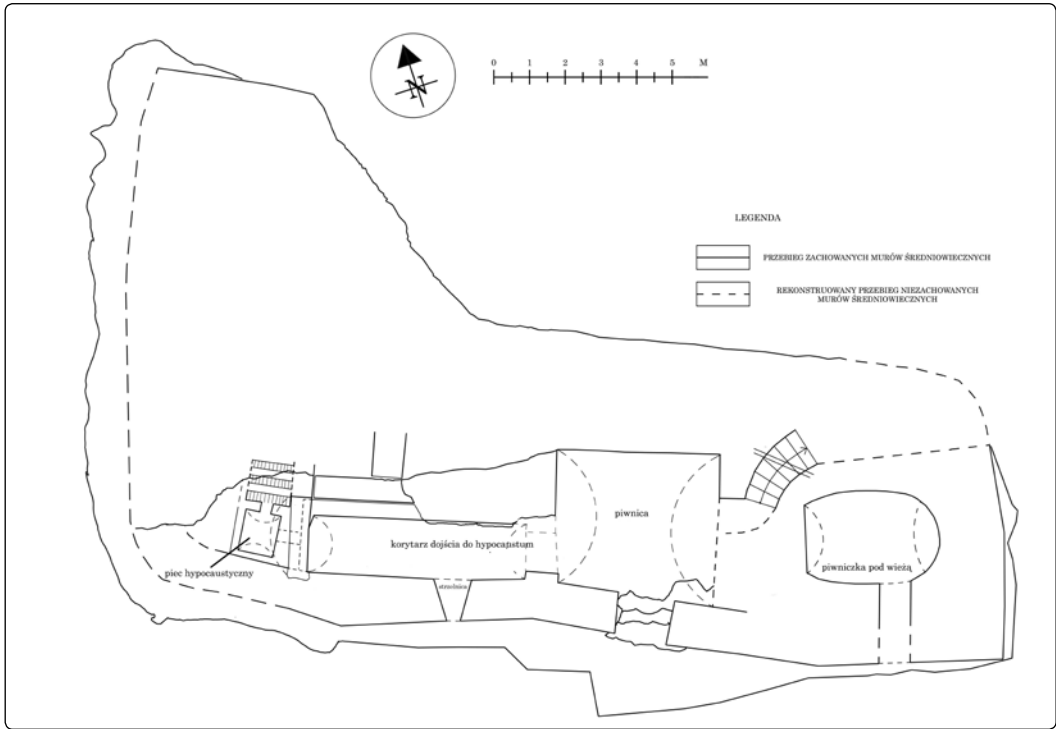 N
0 1 2 3 4 5 M
LEGENDA
PRZEBIEG ZACHOWANYCH MURÓW ŚREDNIOWIECZNYCH
REKONSTRUOWANY PRZEBIEG NIEZACHOWANYCH
MURÓW ŚREDNIOWIECZNYCH
piwnica
korytarz dojścia do hypocaustum
piec hypocaustyczny
strzelnica
piwniczka pod wieżą